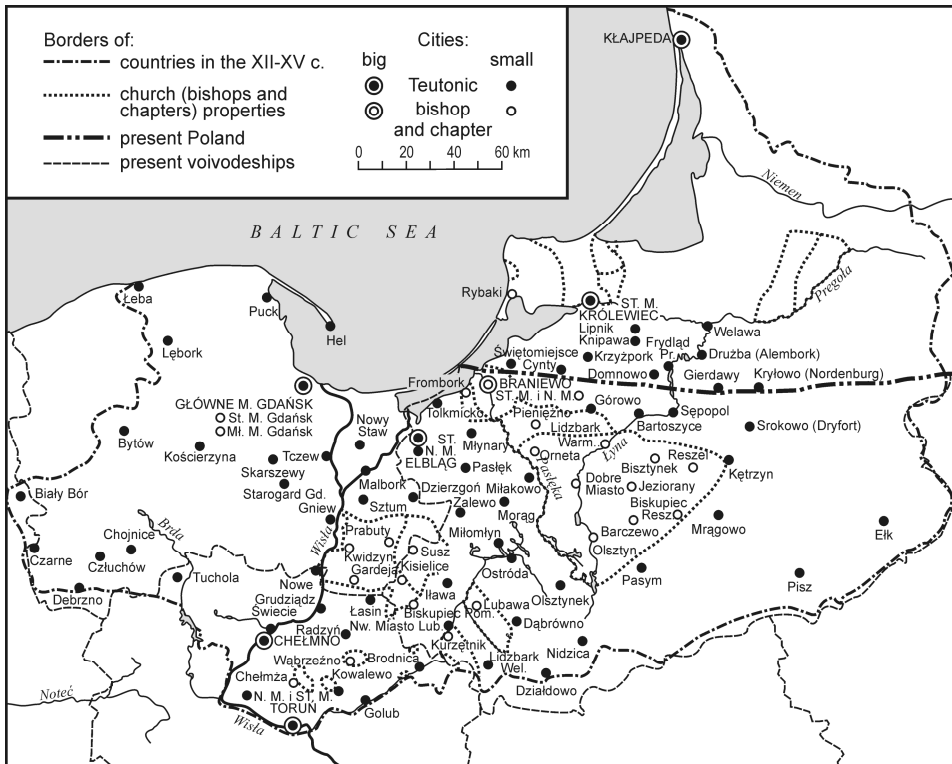 Borders of:
countries in the XII-XV c.
church (bishops and
chapters) properties
present Poland
present voivodeships
Cities:
big
small
Teutonic
bishop
and chapter
0 20 40 60 km
KŁAJPEDA
Niemen
BALTIC SEA
Pregoła
Rybaki
ST. M.
KRÓLEWIEC
Lipnik
Knipawa
Welawa
Łeba
Puck
Hel
Lębork
Świętomiejsce
Cynty
Krzyżpork
Frydląd
Pr.
Domnowo
Drużba (Alembork)
Gierdawy
Kryłowo (Nordenburg)
Frombork
BRANIEWO
ST. M. i N. M.
GŁÓWNE M. GDAŃSK
St. M. Gdańsk
Mł. M. Gdańsk
Nowy
Staw
Tolkmicko
Pieniężno
Górowo
Sępopol
Bartoszyce
Bytów
Kościerzyna
ST.
N. M.
ELBLĄG
Młynary
Lidzbark
Warm.
Orneta
Łyna
Srokowo (Dryfort)
Skarszewy
Tczew
Malbork
Pasłęk
Pasłęka
Bisztynek
Reszel
Kętrzyn
Starogard Gd.
Gniew
Sztum
Dzierzgoń
Miłakowo
Dobre
Miasto
Jeziorany
Biały Bór
Zalewo
Morąg
Biskupiec
Resz.
Mrągowo
Ełk
Brda
Wisła
Prabuty
Miłomłyn
Barczewo
Chojnice
Czarne
Człuchów
Kwidzyn
Susz
Olsztyn
Gardeja
Kisielice
Ostróda
Pasym
Pisz
Debrzno
Tuchola
Nowe
Iława
Olsztynek
Grudziądz
Świecie
Łasin
Biskupiec Pom.
Lubawa
Dąbrówno
Radzyń
Nw. Miasto Lub.
Kurzętnik
CHEŁMNO
Nidzica
Wąbrzeźno
Brodnica
Lidzbark
Wel.
Chełmża
Kowalewo
Działdowo
Noteć
N. M. i ST. M.
TORUŃ
Golub
Wisła